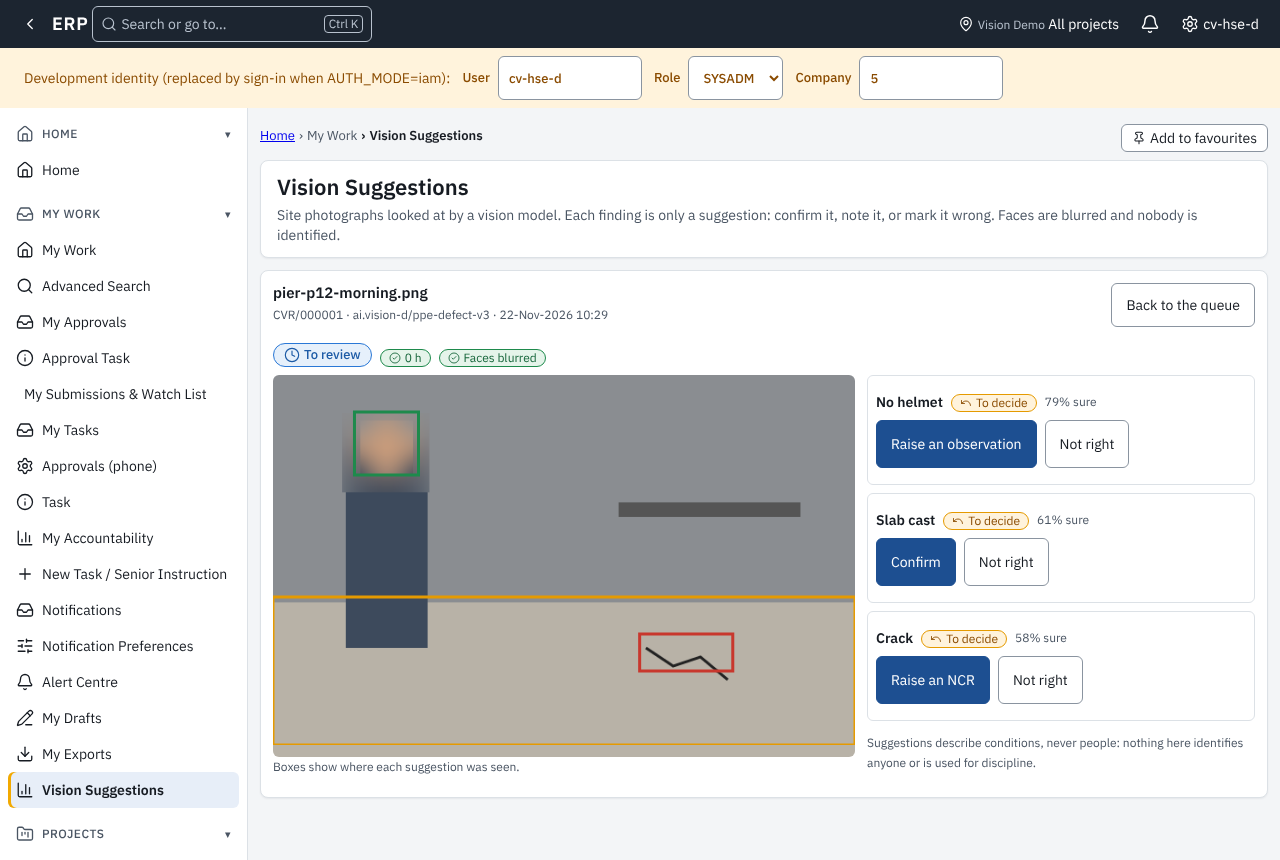 ERP
Search or go to...
Ctrl K
Vision Demo All projects
cv-hse-d
Development identity (replaced by sign-in when AUTH_MODE=iam):
User
cv-hse-d
Role
SYSADM
Company
5
HOME
Home
MY WORK
My Work
Advanced Search
My Approvals
Approval Task
My Submissions & Watch List
My Tasks
Approvals (phone)
Task
My Accountability
New Task / Senior Instruction
Notifications
Notification Preferences
Alert Centre
My Drafts
My Exports
Vision Suggestions
PROJECTS
Home › My Work › Vision Suggestions
Add to favourites
Vision Suggestions
Site photographs looked at by a vision model. Each finding is only a suggestion: confirm it, note it, or mark it wrong. Faces are blurred and nobody is
identified.
pier-p12-morning.png
CVR/000001 · ai.vision-d/ppe-defect-v3 · 22-Nov-2026 10:29
Back to the queue
To review
0 h
Faces blurred
Boxes show where each suggestion was seen.
No helmet
To decide
79% sure
Raise an observation
Not right
Slab cast
To decide
61% sure
Confirm
Not right
Crack
To decide
58% sure
Raise an NCR
Not right
Suggestions describe conditions, never people: nothing here identifies
anyone or is used for discipline.